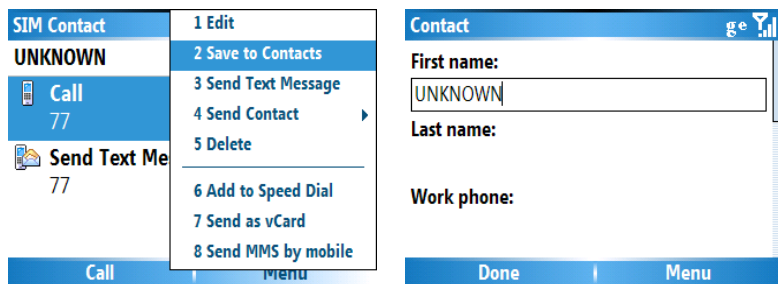 SIM Contact
UNKNOWN
Call
77
Send Text Me
77
Call
Menu
1 Edit
2 Save to Contacts
3 Send Text Message
4 Send Contact
5 Delete
6 Add to Speed Dial
7 Send as vCard
8 Send MMS by mobile
Contact
ge
First name:
UNKNOWN
Last name:
Work phone:
Done
Menu